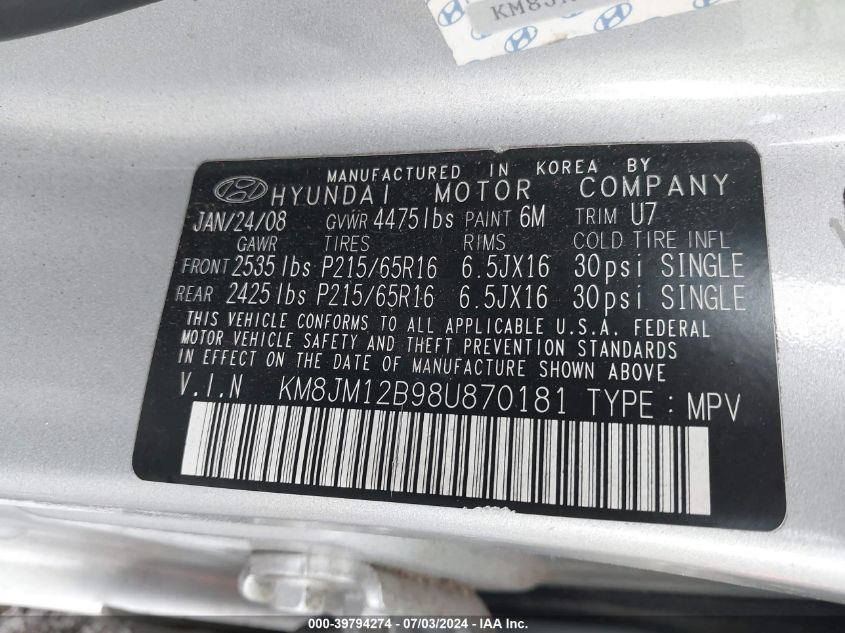 KM8J
MANUFACTURED IN KOREA BY
HYUNDAI MOTOR COMPANY
JAN/24/08 GVWR 4475lbs PAINT 6M TRIM U7
GAWR TIRES RIMS COLD TIRE INFL
FRONT 2535lbs P215/65R16 6.5JX16 30psi SINGLE
REAR 2425lbs P215/65R16 6.5JX16 30psi SINGLE
THIS VEHICLE CONFORMS TO ALL APPLICABLE U.S.A. FEDERAL
MOTOR VEHICLE SAFETY AND THEFT PREVENTION STANDARDS
IN EFFECT ON THE DATE OF MANUFACTURE SHOWN ABOVE
V.I.N KM8JM12B98U870181 TYPE : MPV
000-39794274 - 07/03/2024 - IAA Inc.